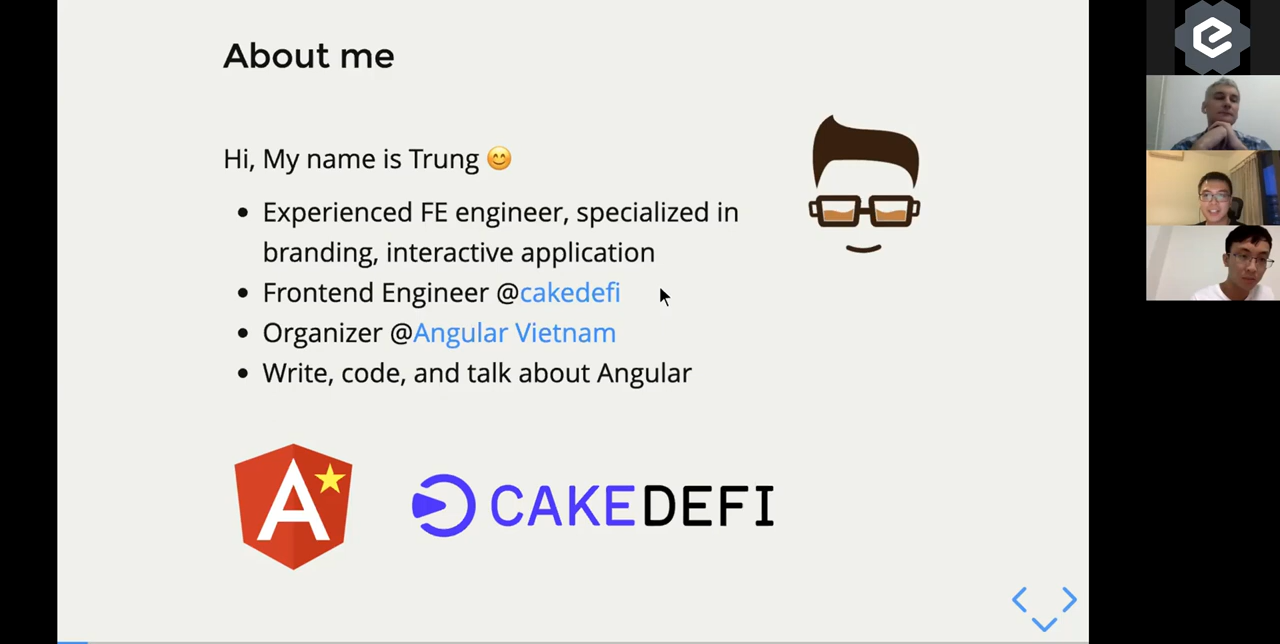 About me
Hi, My name is Trung 😊
Experienced FE engineer, specialized in
branding, interactive application
Frontend Engineer @cakedefi
Organizer @Angular Vietnam
Write, code, and talk about Angular
A
CAKEDEFI